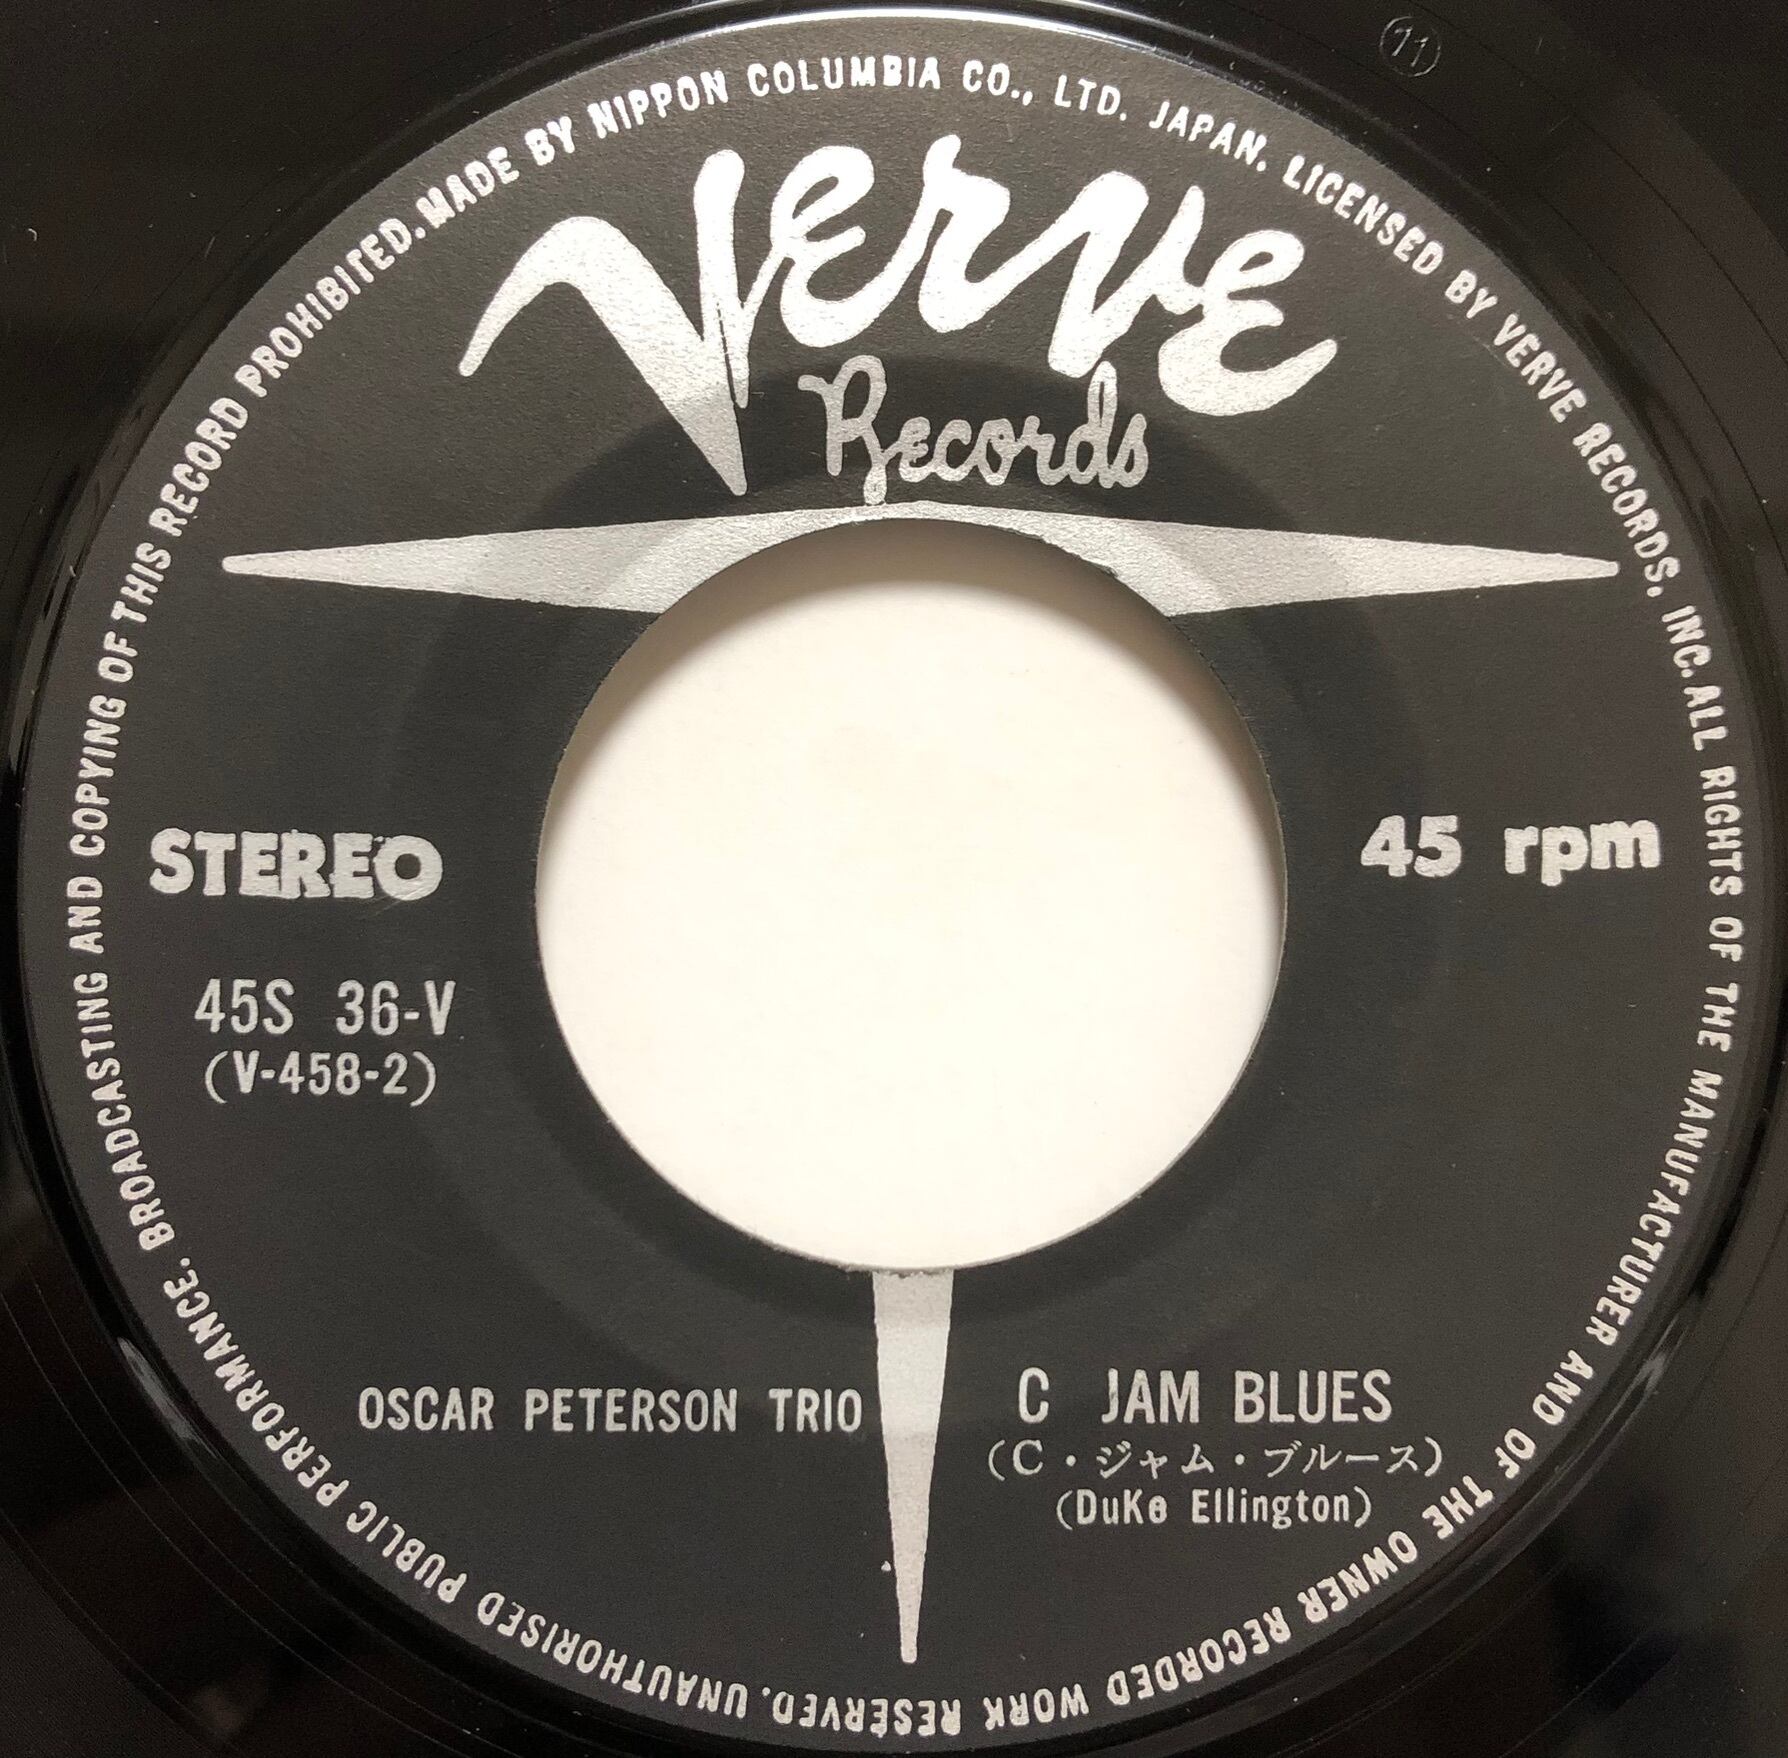 MADE BY NIPPON COLUMBIA CO., LTD. JAPAN. LICENSED BY VERVE RECORDS, INC. ALL RIGHTS OF THE MANUFACTURER AND OF THE OWNER RECORDED WORK RESERVED. UNAUTHORISED PUBLIC PERFORMANCE. BROADCASTING AND COPYING OF THIS RECORD PROHIBITED.
11
Verve
Records
STEREO
45 rpm
45S 36-V
(V-458-2)
OSCAR PETERSON TRIO
C JAM BLUES
(C・ジャム・ブルース)
(DuKe Ellington)